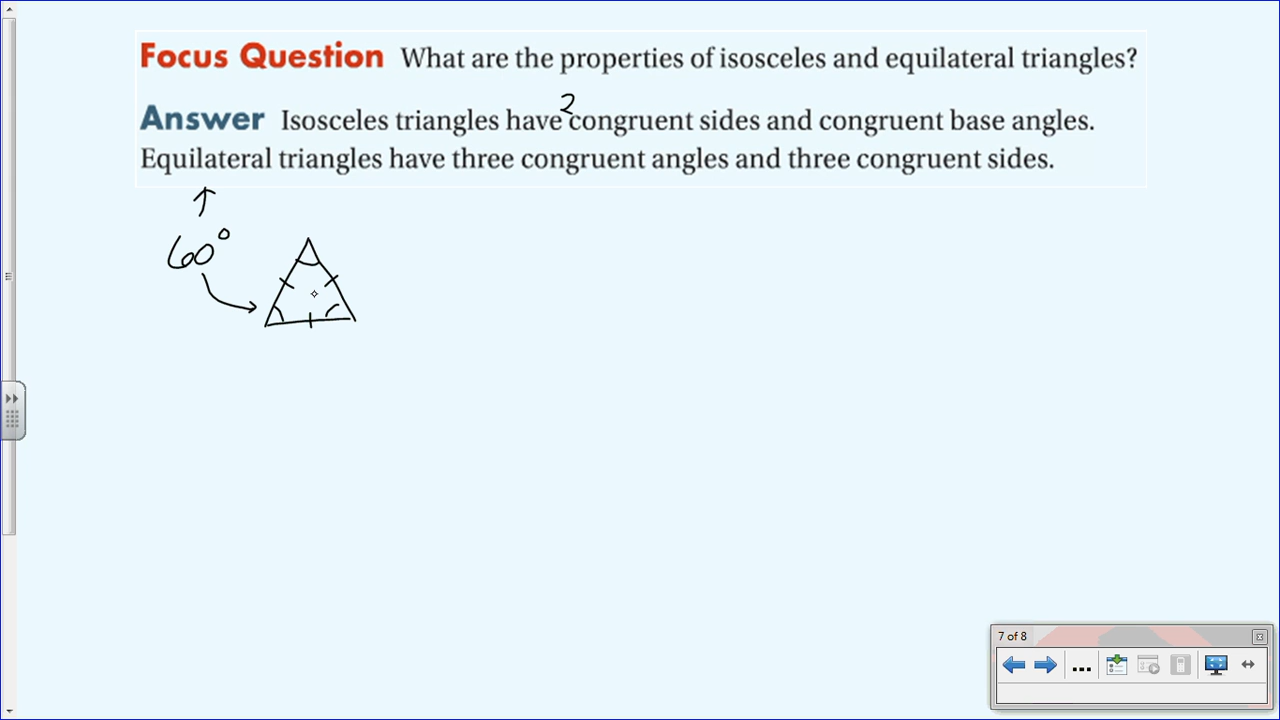 Focus Question What are the properties of isosceles and equilateral triangles?
2
Answer Isosceles triangles have congruent sides and congruent base angles.
Equilateral triangles have three congruent angles and three congruent sides.
60°
7 of 8